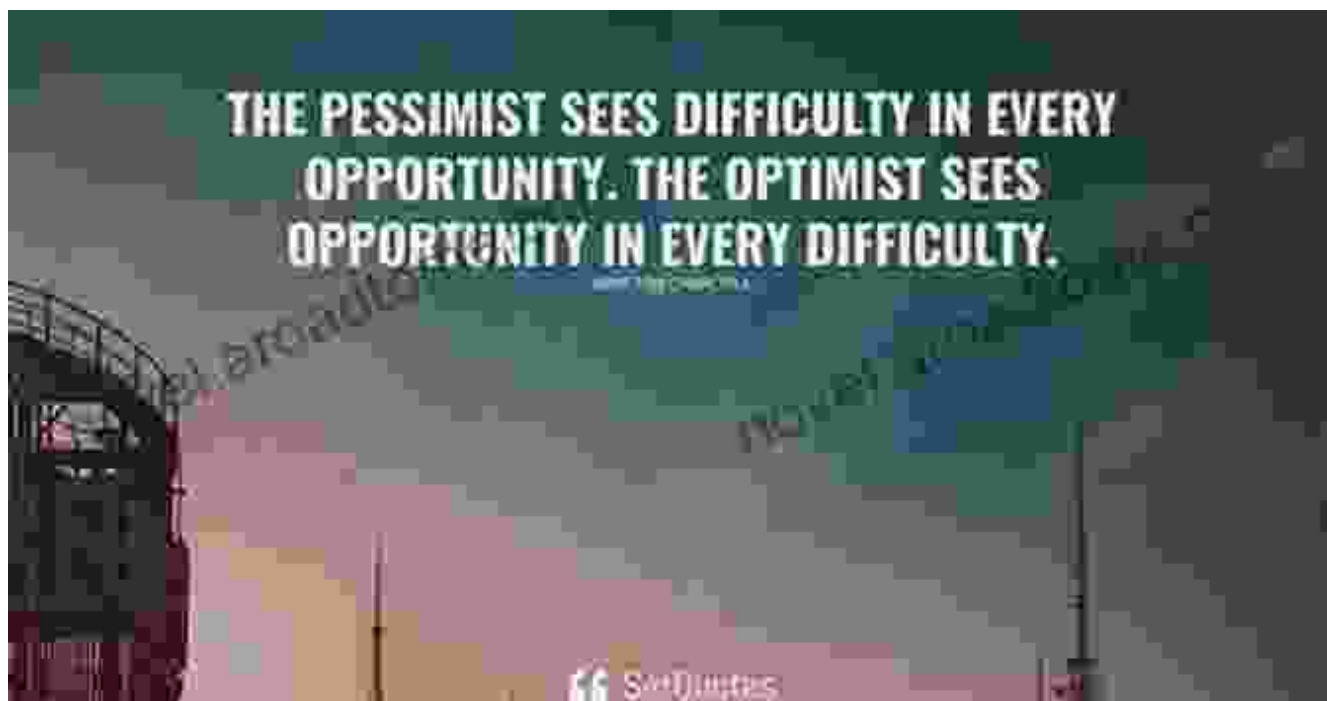 THE PESSIMIST SEES DIFFICULTY IN EVERY
OPPORTUNITY. THE OPTIMIST SEES
OPPORTUNITY IN EVERY DIFFICULTY.